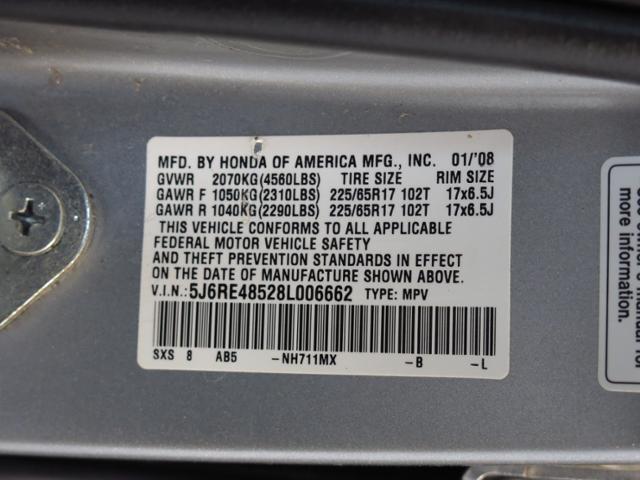 MFD. BY HONDA OF AMERICA MFG., INC. 01/'08
GVWR 2070KG(4560LBS) TIRE SIZE RIM SIZE
GAWR F 1050KG(2310LBS) 225/65R17 102T 17x6.5J
GAWR R 1040KG(2290LBS) 225/65R17 102T 17x6.5J
THIS VEHICLE CONFORMS TO ALL APPLICABLE
FEDERAL MOTOR VEHICLE SAFETY
AND THEFT PREVENTION STANDARDS IN EFFECT
ON THE DATE OF MANUFACTURE SHOWN ABOVE.
V.I.N.: 5J6RE48528L006662 TYPE: MPV
SXS 8 AB5 -NH711MX -B -L
manual for
more information.